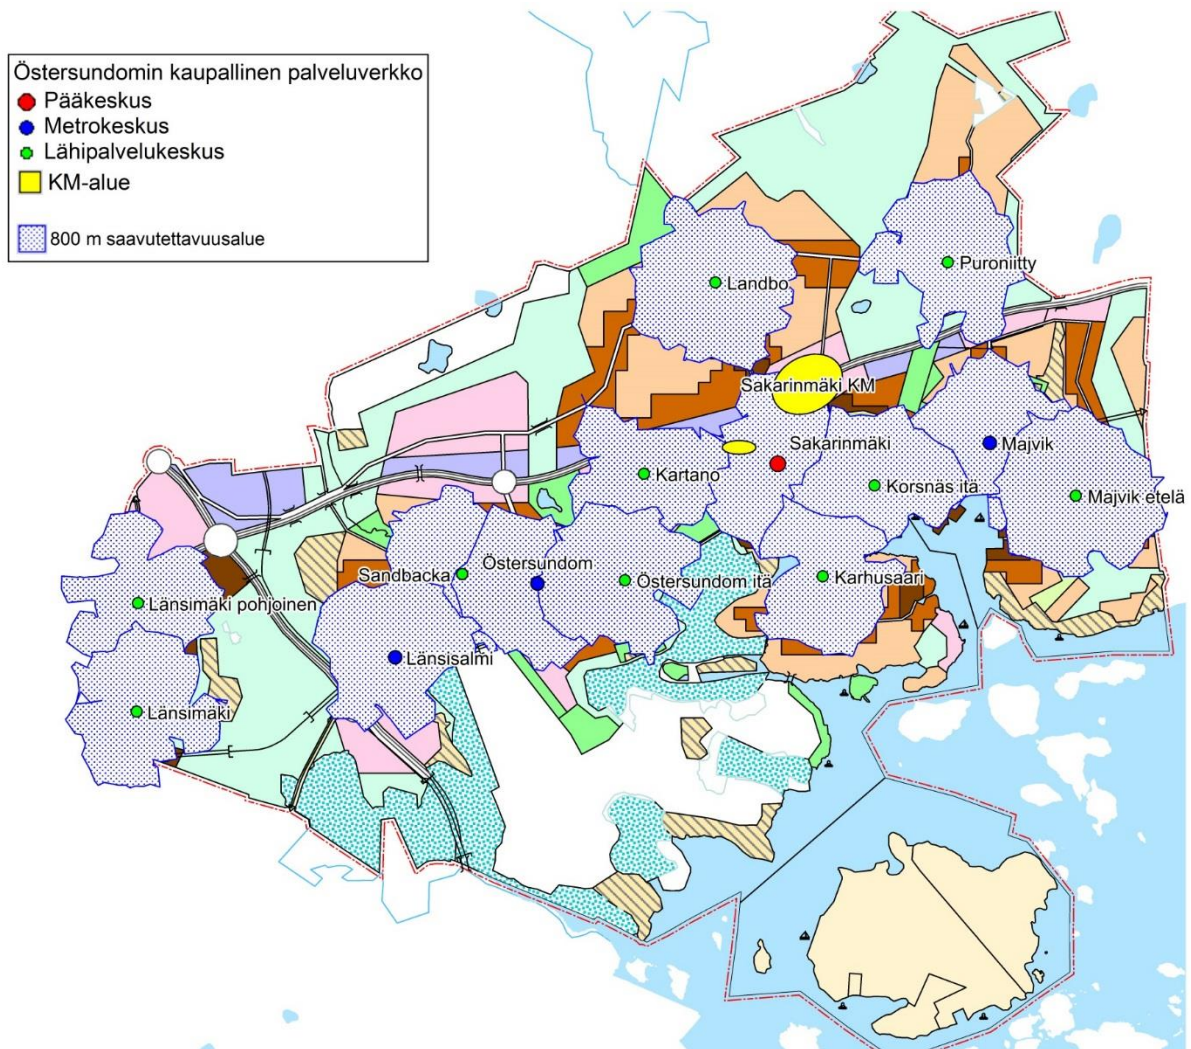 Östersundomin kaupallinen palveluverkko
Pääkeskus
Metrokeskus
Lähipalvelukeskus
KM-alue
800 m saavutettavuusalue
Puroniitty
Landbo
Sakarinmäki KM
Sakarinmäki
Majvik
Kartano
Korsnäs itä
Majvik etelä
Östersundom
Sandbacka
Östersundom itä
Karhusaari
Länsimäki pohjoinen
Länsisalmi
Länsimäki